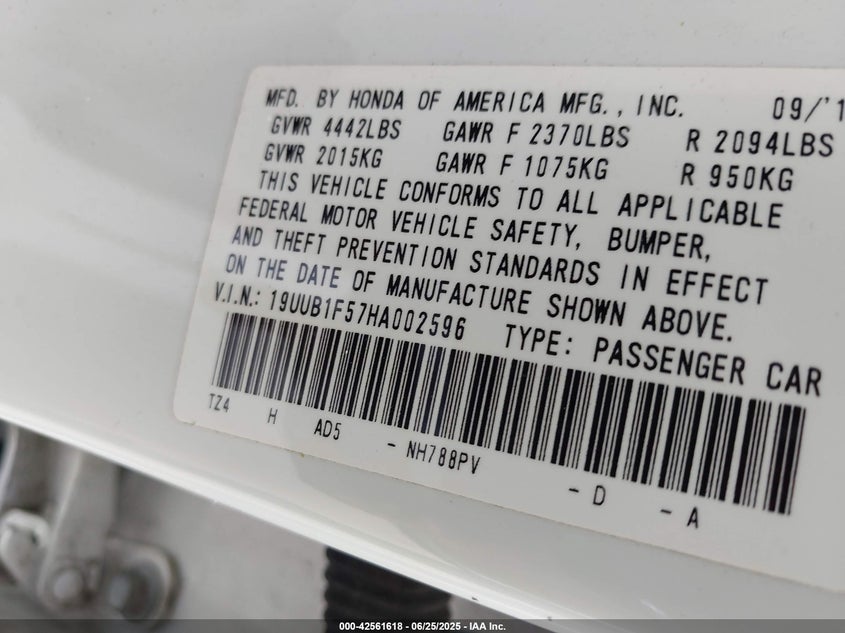 MFD. BY HONDA OF AMERICA MFG., INC. 09/'1
GVWR 4442LBS GAWR F 2370LBS R 2094LBS
GVWR 2015KG GAWR F 1075KG R 950KG
THIS VEHICLE CONFORMS TO ALL APPLICABLE
FEDERAL MOTOR VEHICLE SAFETY, BUMPER,
AND THEFT PREVENTION STANDARDS IN EFFECT
ON THE DATE OF MANUFACTURE SHOWN ABOVE.
V.I.N.: 19UUB1F57HA002596 TYPE: PASSENGER CAR
TZ4 H AD5 - NH788PV - D - A
000-42561618 - 06/25/2025 - IAA Inc.